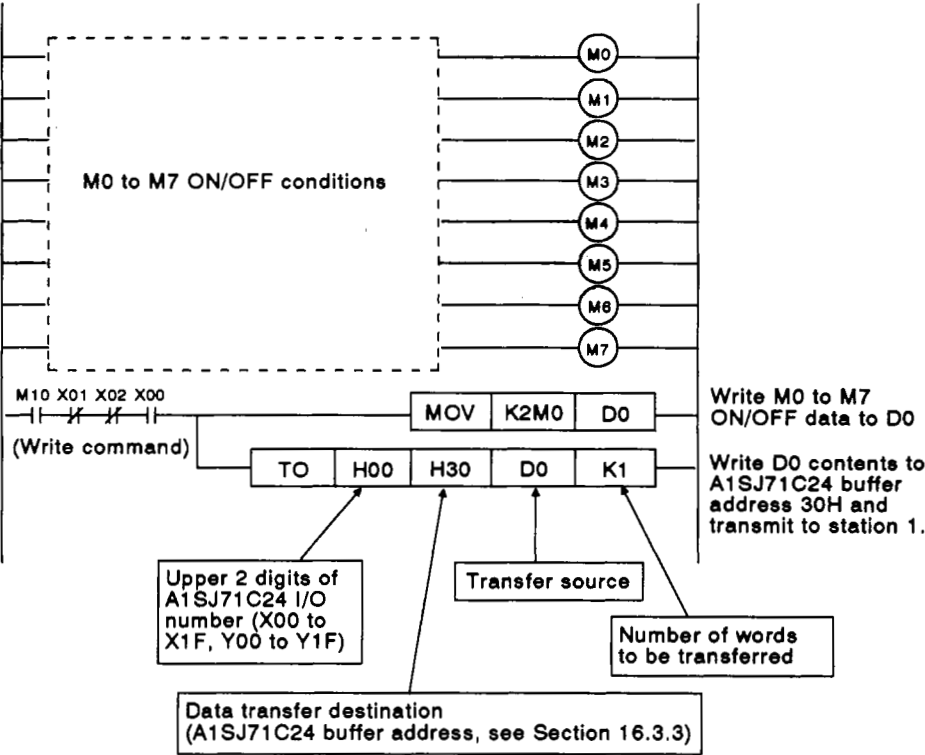 M0
M1
M2
M0 to M7 ON/OFF conditions
M3
M4
M5
M6
M7
M10 X01 X02 X00
(Write command)
MOV K2M0 D0
Write M0 to M7
ON/OFF data to D0
TO H00 H30 D0 K1
Write D0 contents to
A1SJ71C24 buffer
address 30H and
transmit to station 1.
Upper 2 digits of
A1SJ71C24 I/O
number (X00 to
X1F, Y00 to Y1F)
Transfer source
Number of words
to be transferred
Data transfer destination
(A1SJ71C24 buffer address, see Section 16.3.3)